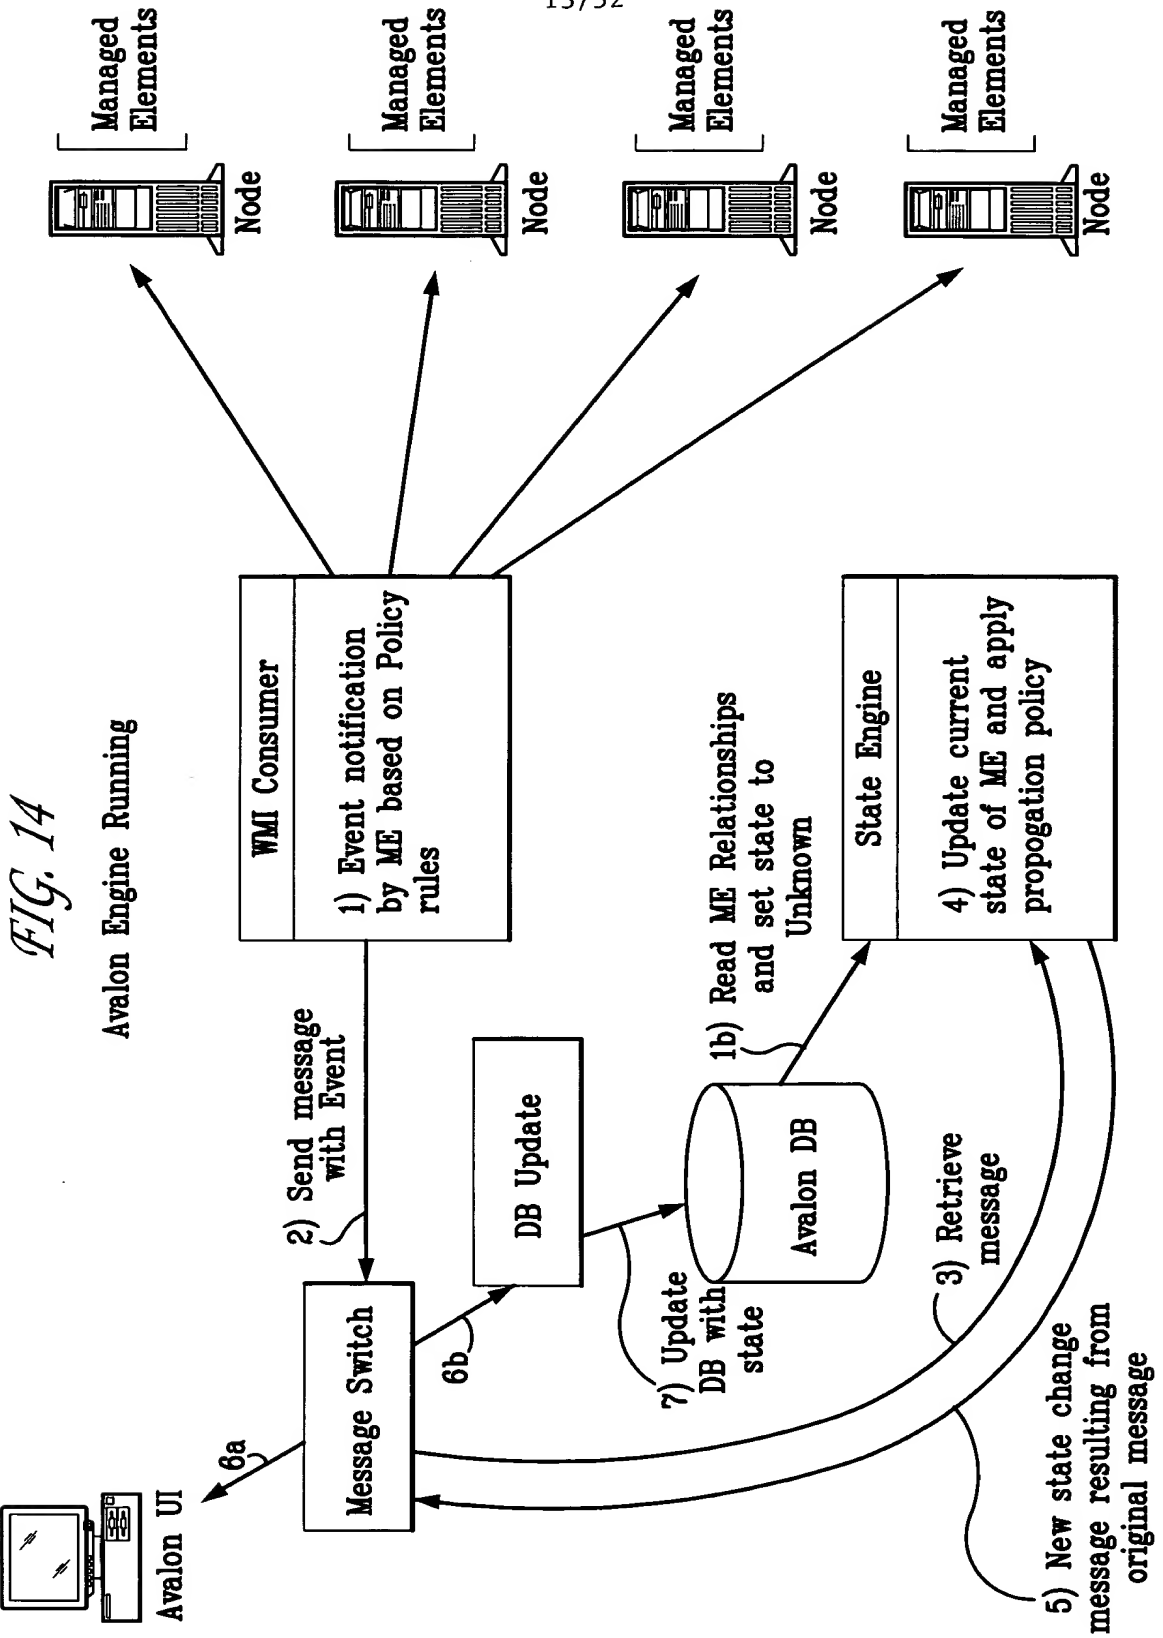 13/32
FIG. 14
Avalon Engine Running
Avalon UI
6a
Message Switch
2) Send message
with Event
WMI Consumer
1) Event notification
by ME based on Policy
rules
Node
Managed
Elements
Node
Managed
Elements
Node
Managed
Elements
Node
Managed
Elements
6b
DB Update
7) Update
DB with
state
Avalon DB
1b) Read ME Relationships
and set state to
Unknown
State Engine
4) Update current
state of ME and apply
propogation policy
3) Retrieve
message
5) New state change
message resulting from
original message